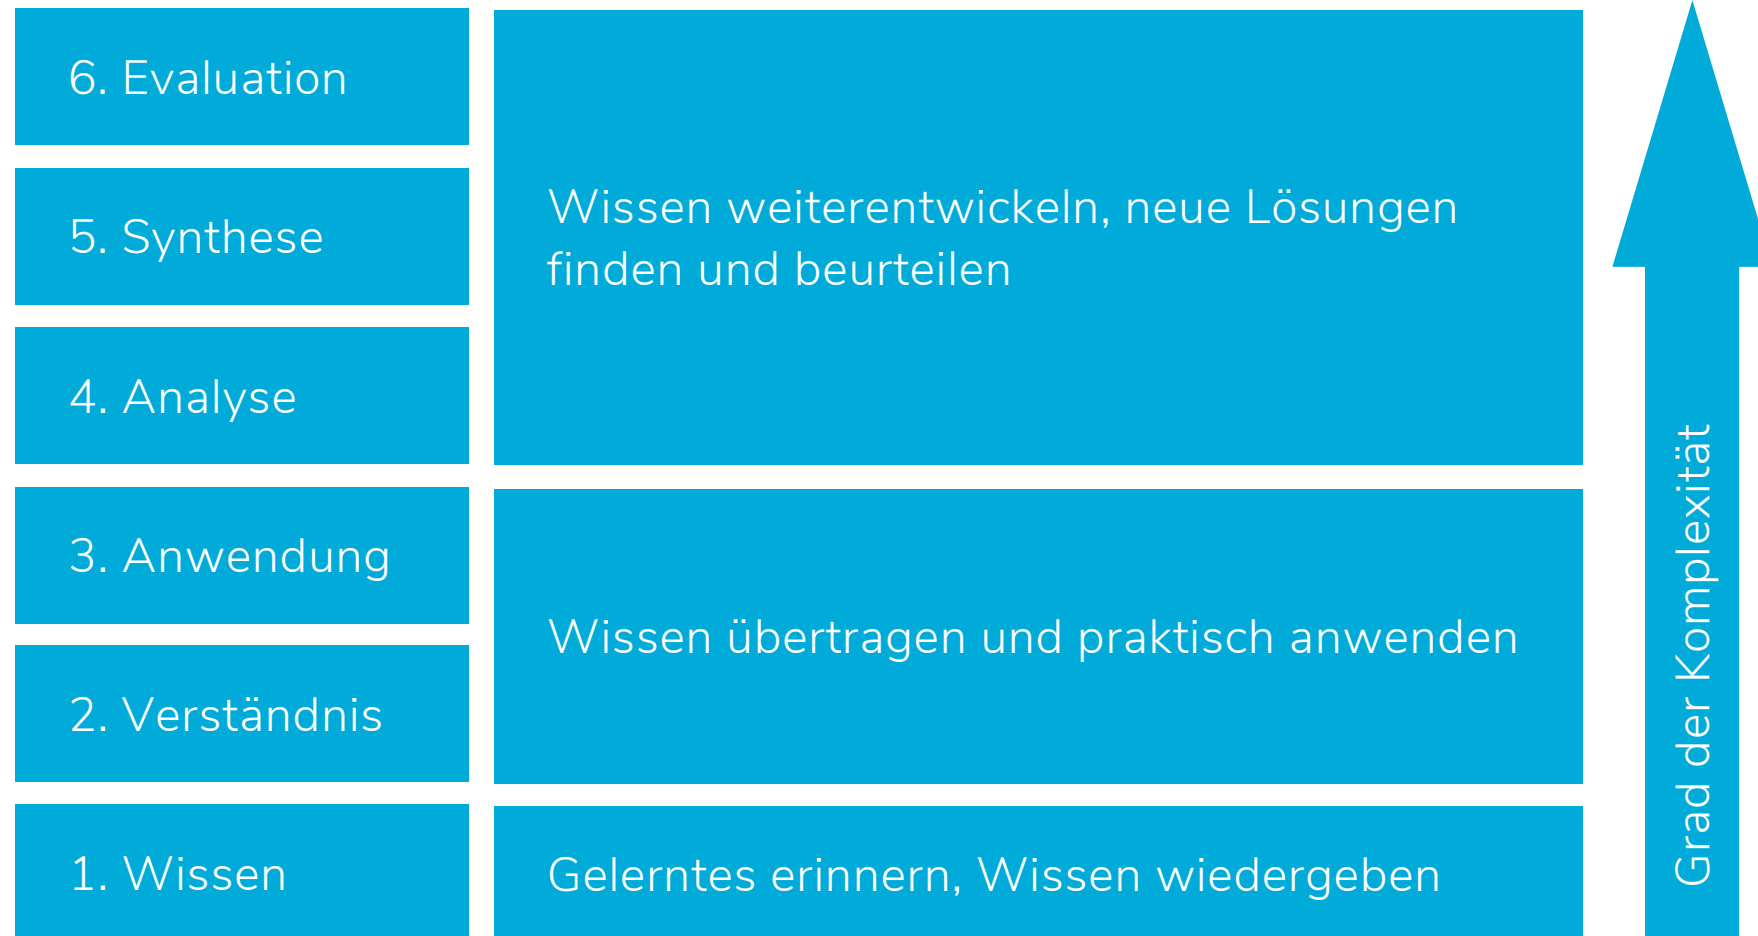 6. Evaluation
5. Synthese
4. Analyse
Wissen weiterentwickeln, neue Lösungen
finden und beurteilen
3. Anwendung
2. Verständnis
Wissen übertragen und praktisch anwenden
1. Wissen
Gelerntes erinnern, Wissen wiedergeben
Grad der Komplexität